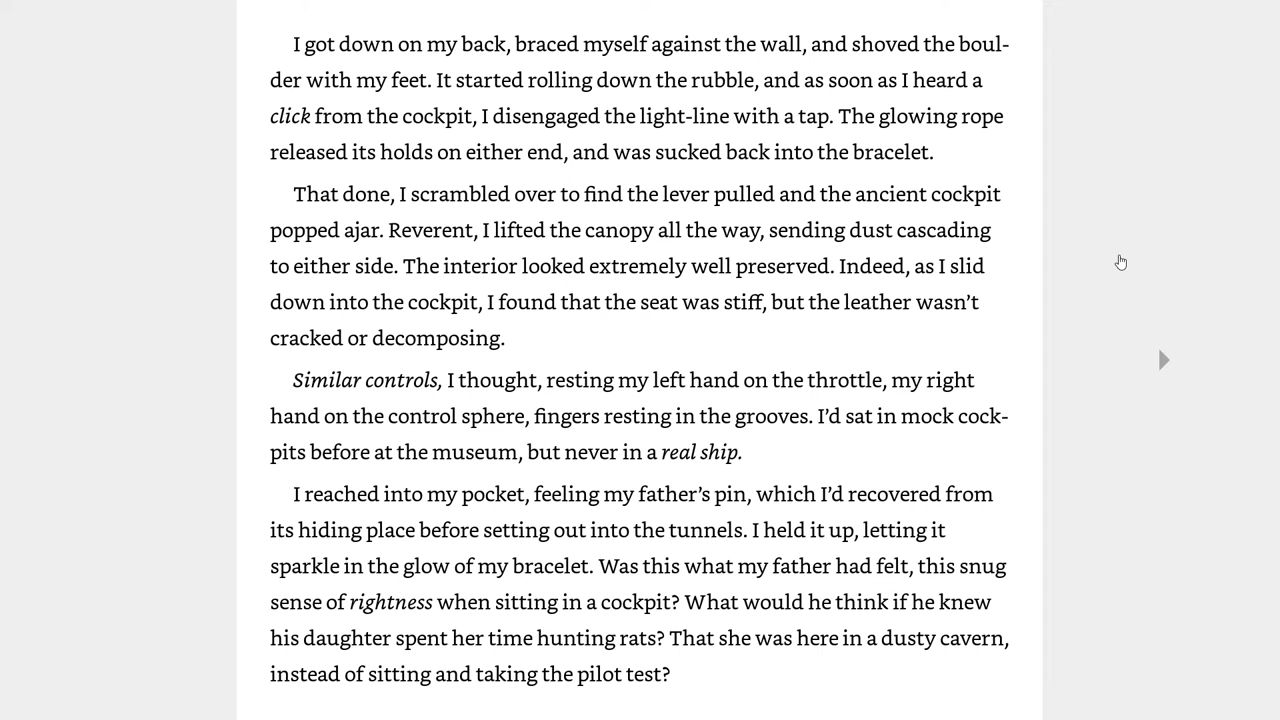 I got down on my back, braced myself against the wall, and shoved the boul-
der with my feet. It started rolling down the rubble, and as soon as I heard a
click from the cockpit, I disengaged the light-line with a tap. The glowing rope
released its holds on either end, and was sucked back into the bracelet.
That done, I scrambled over to find the lever pulled and the ancient cockpit
popped ajar. Reverent, I lifted the canopy all the way, sending dust cascading
to either side. The interior looked extremely well preserved. Indeed, as I slid
down into the cockpit, I found that the seat was stiff, but the leather wasn’t
cracked or decomposing.
Similar controls, I thought, resting my left hand on the throttle, my right
hand on the control sphere, fingers resting in the grooves. I’d sat in mock cock-
pits before at the museum, but never in a real ship.
I reached into my pocket, feeling my father’s pin, which I’d recovered from
its hiding place before setting out into the tunnels. I held it up, letting it
sparkle in the glow of my bracelet. Was this what my father had felt, this snug
sense of rightness when sitting in a cockpit? What would he think if he knew
his daughter spent her time hunting rats? That she was here in a dusty cavern,
instead of sitting and taking the pilot test?